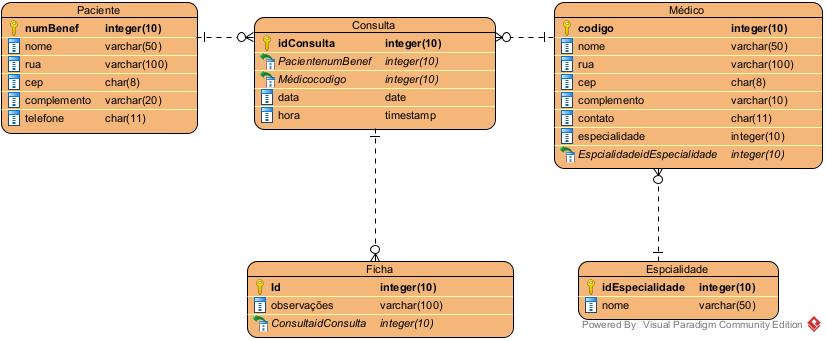 Paciente
numBenef integer(10)
nome varchar(50)
rua varchar(100)
cep char(8)
complemento varchar(20)
telefone char(11)
Consulta
idConsulta integer(10)
PacientenumBenef integer(10)
Médicocodigo integer(10)
data date
hora timestamp
Médico
codigo integer(10)
nome varchar(50)
rua varchar(100)
cep char(8)
complemento varchar(10)
contato char(11)
especialidade integer(10)
EspcialidadeidEspecialidade integer(10)
Ficha
Id integer(10)
observações varchar(100)
ConsultaidConsulta integer(10)
Espcialidade
idEspecialidade integer(10)
nome varchar(50)
Powered By Visual Paradigm Community Edition